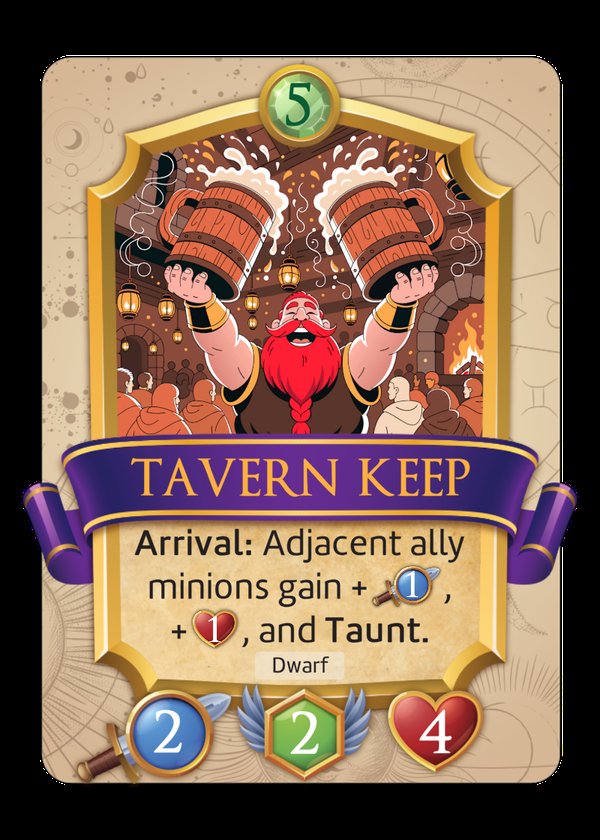 5
TAVERN KEEP
Arrival: Adjacent ally
minions gain + 1 ,
+ 1 , and Taunt.
Dwarf
2 2 4